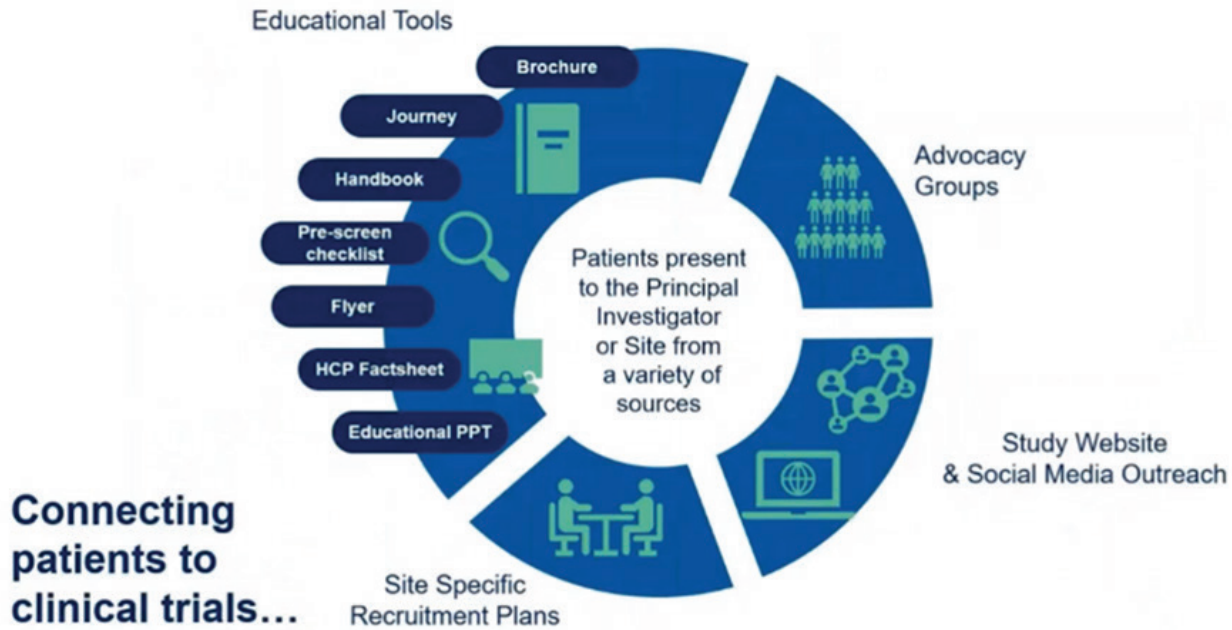 Educational Tools
Brochure
Journey
Handbook
Pre-screen
checklist
Flyer
HCP Factsheet
Educational PPT
Patients present
to the Principal
Investigator
or Site from
a variety of
sources
Advocacy
Groups
Study Website
& Social Media Outreach
Site Specific
Recruitment Plans
Connecting
patients to
clinical trials...